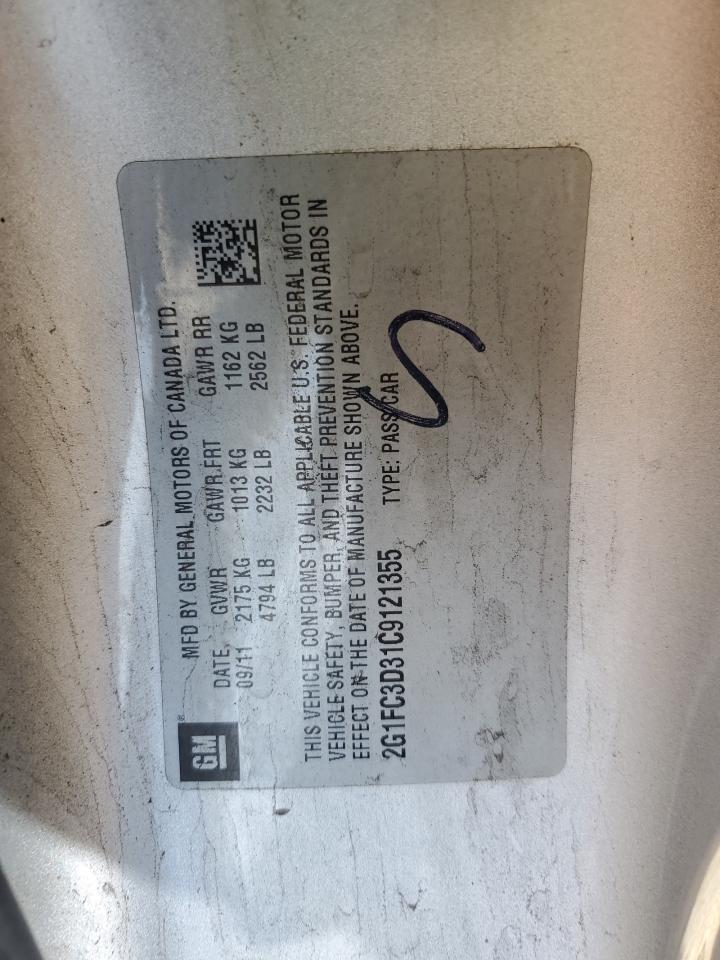 GM
MFD BY GENERAL MOTORS OF CANADA LTD.
DATE GVWR GAWR FRT GAWR RR
09/11 2175 KG 1013 KG 1162 KG
4794 LB 2232 LB 2562 LB
THIS VEHICLE CONFORMS TO ALL APPLICABLE U.S. FEDERAL MOTOR
VEHICLE SAFETY, BUMPER, AND THEFT PREVENTION STANDARDS IN
EFFECT ON THE DATE OF MANUFACTURE SHOWN ABOVE.
2G1FC3D31C9121355 TYPE: PASS CAR